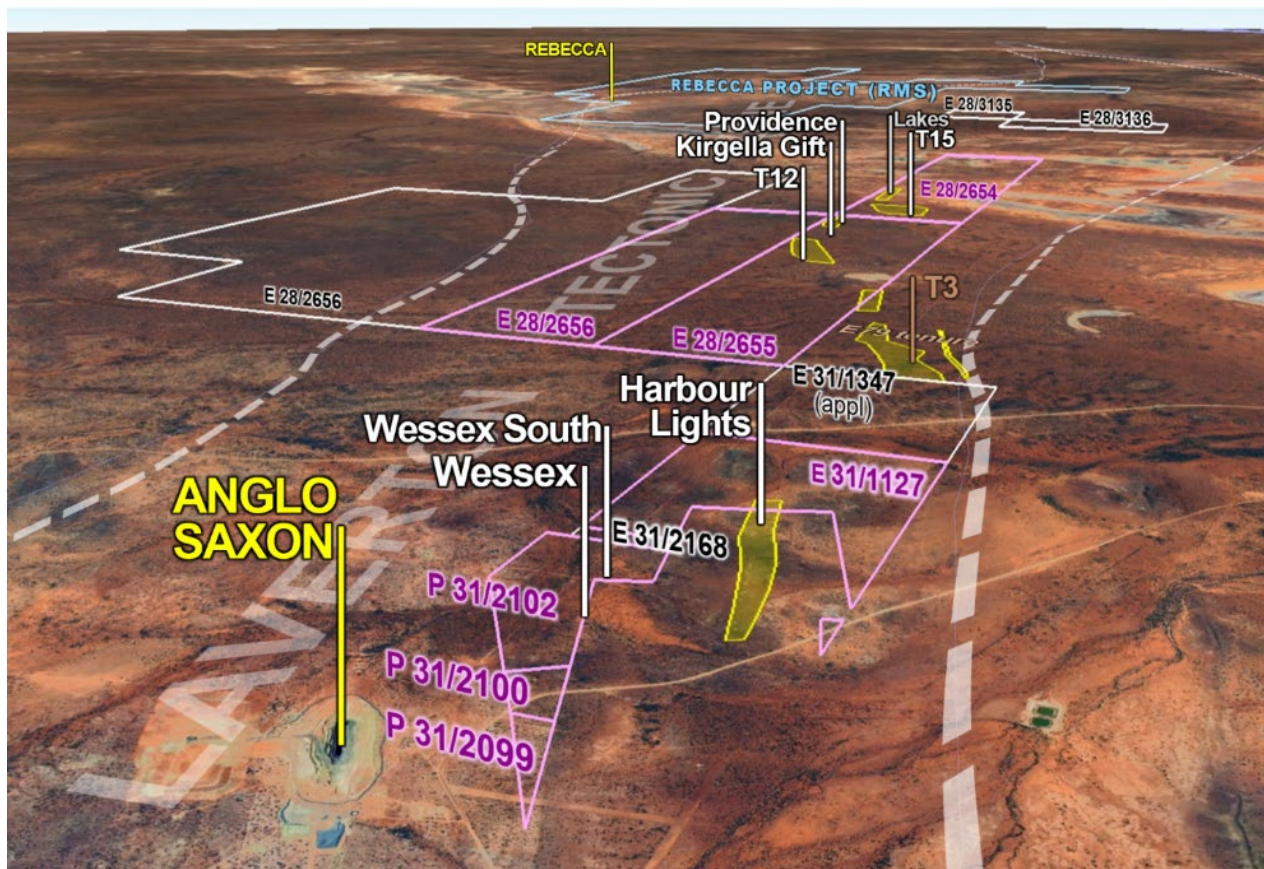 REBECCA
REBECCA PROJECT (RMS)
E 28/3135
E 28/3136
Providence
Lakes
Kirgella Gift
T15
T12
E 28/2654
TECTONIC
E 28/2656
E 28/2656
E 28/2655
T3
E 31/1347
(appl)
Harbour
Lights
Wessex South
Wessex
E 31/1127
ANGLO
SAXON
E 31/2168
P 31/2102
P 31/2100
P 31/2099
LAVERTON